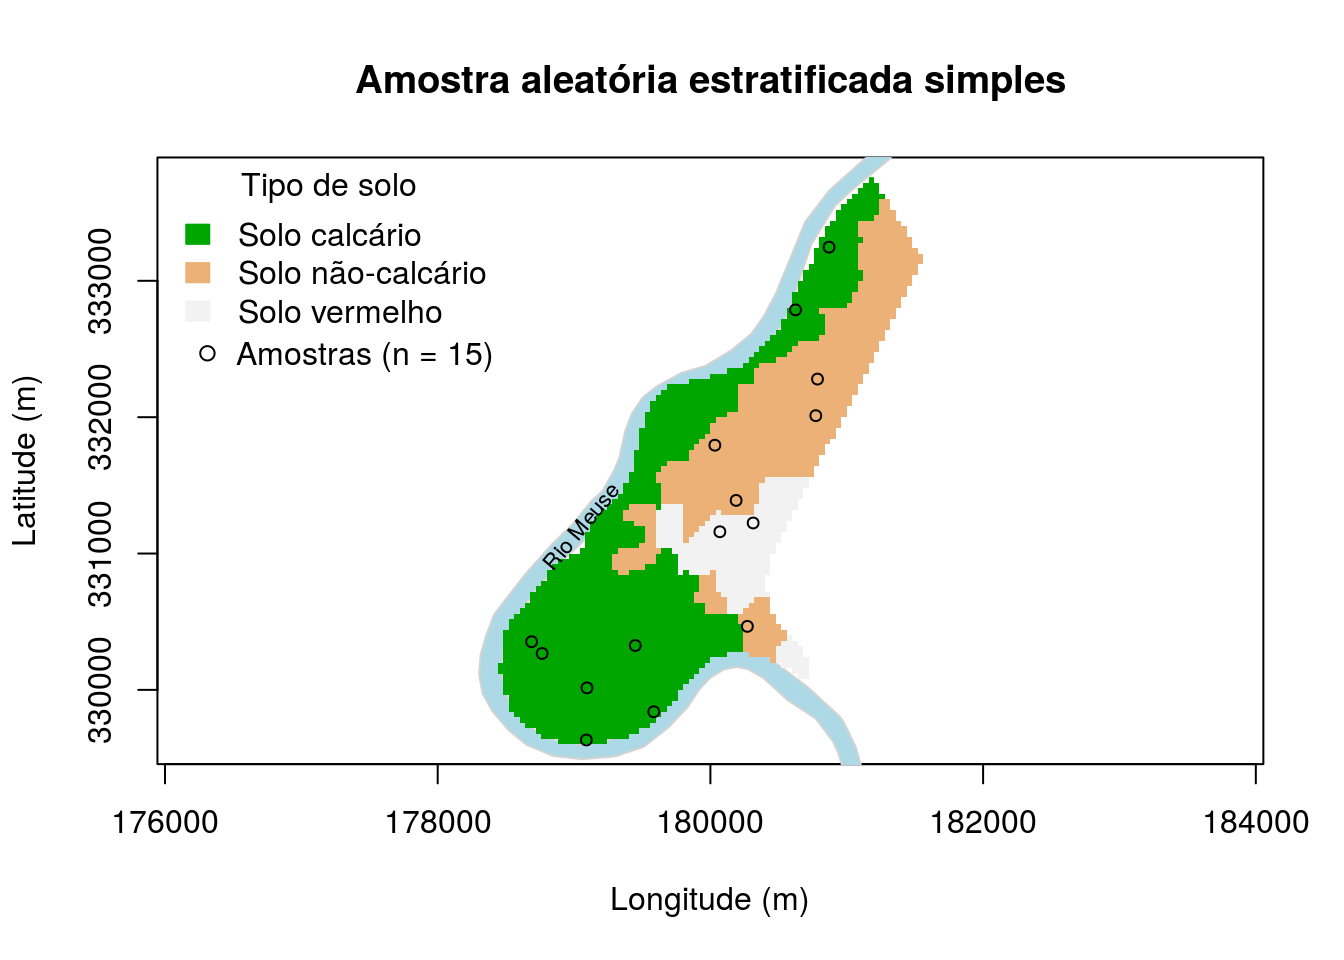 Amostra aleatória estratificada simples
Tipo de solo
Solo calcário
Solo não-calcário
Solo vermelho
Amostras (n = 15)
Rio Meuse
Latitude (m)
333000
332000
331000
330000
176000 178000 180000 182000 184000
Longitude (m)